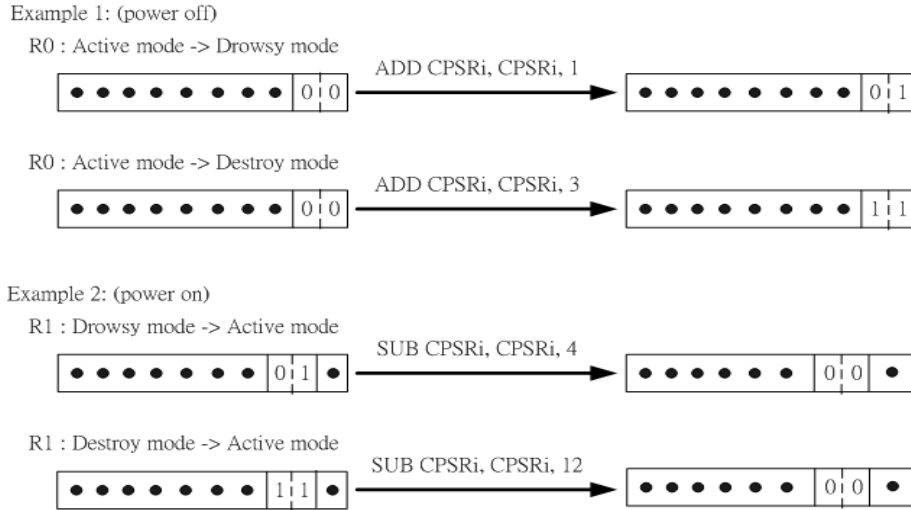 Example 1: (power off)
R0 : Active mode -> Drowsy mode
0 0 ADD CPSRi, CPSRi, 1 0 1
R0 : Active mode -> Destroy mode
0 0 ADD CPSRi, CPSRi, 3 1 1
Example 2: (power on)
R1 : Drowsy mode -> Active mode
0 1 SUB CPSRi, CPSRi, 4 0 0
R1 : Destroy mode -> Active mode
1 1 SUB CPSRi, CPSRi, 12 0 0